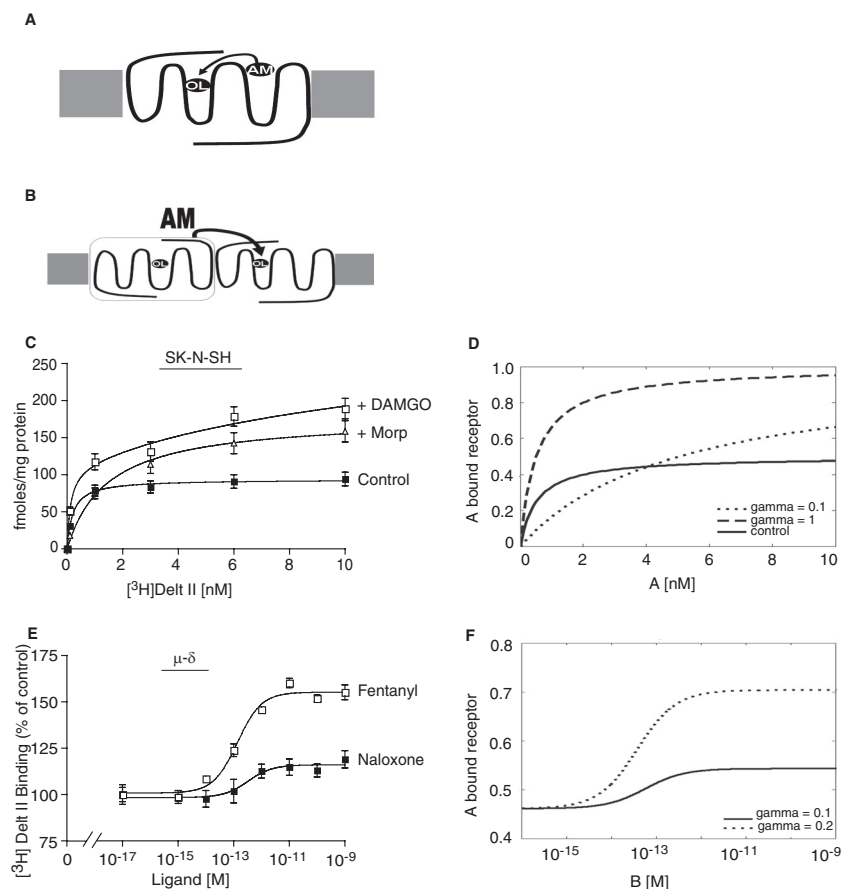 A
OL
AM
B
AM
OL
OL
C
SK-N-SH
fmoles/mg protein
250
200
150
100
50
0
0
2
4
6
8
10
[³H]Delt II [nM]
+ DAMGO
+ Morp
Control
D
A bound receptor
1.0
0.8
0.6
0.4
0.2
0
0
2
4
6
8
10
A [nM]
gamma = 0.1
gamma = 1
control
E
μ-δ
[³H] Delt II Binding (% of control)
175
150
125
100
75
0
10⁻¹⁷
10⁻¹⁵
10⁻¹³
10⁻¹¹
10⁻⁹
Ligand [M]
Fentanyl
Naloxone
F
A bound receptor
0.8
0.7
0.6
0.5
0.4
10⁻¹⁵
10⁻¹³
10⁻¹¹
10⁻⁹
B [M]
gamma = 0.1
gamma = 0.2